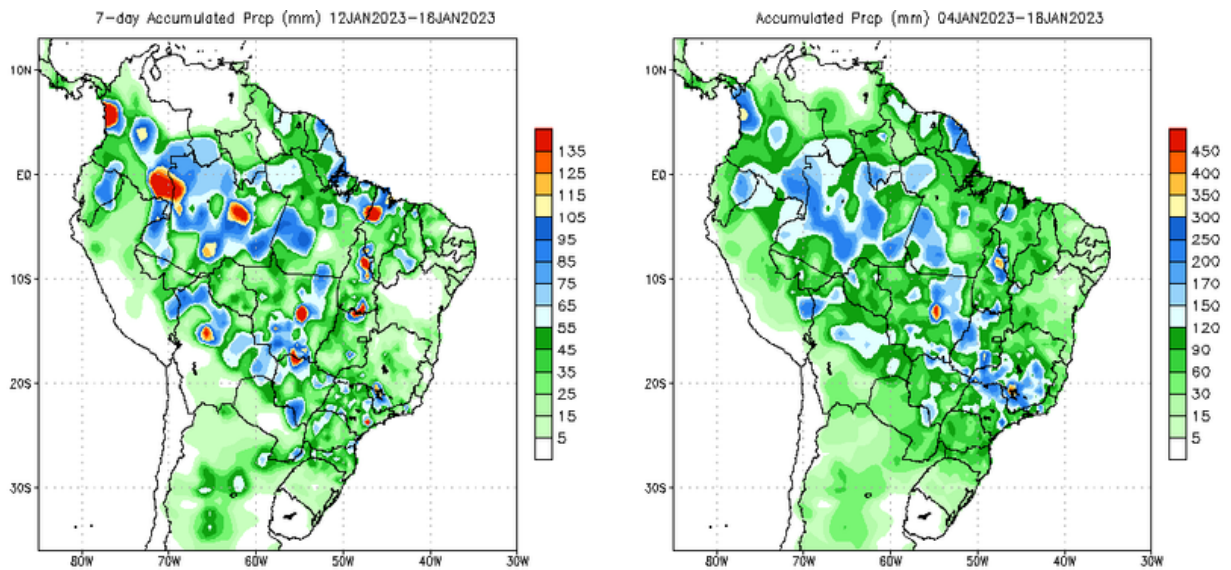 7-day Accumulated Prcp (mm) 12JAN2023-18JAN2023
10N
EQ
10S
20S
30S
80W 70W 60W 50W 40W 30W
135
125
115
105
95
85
75
65
55
45
35
25
15
5
Accumulated Prcp (mm) 04JAN2023-18JAN2023
10N
EQ
10S
20S
30S
80W 70W 60W 50W 40W 30W
450
400
350
300
250
200
170
150
120
90
60
30
15
5